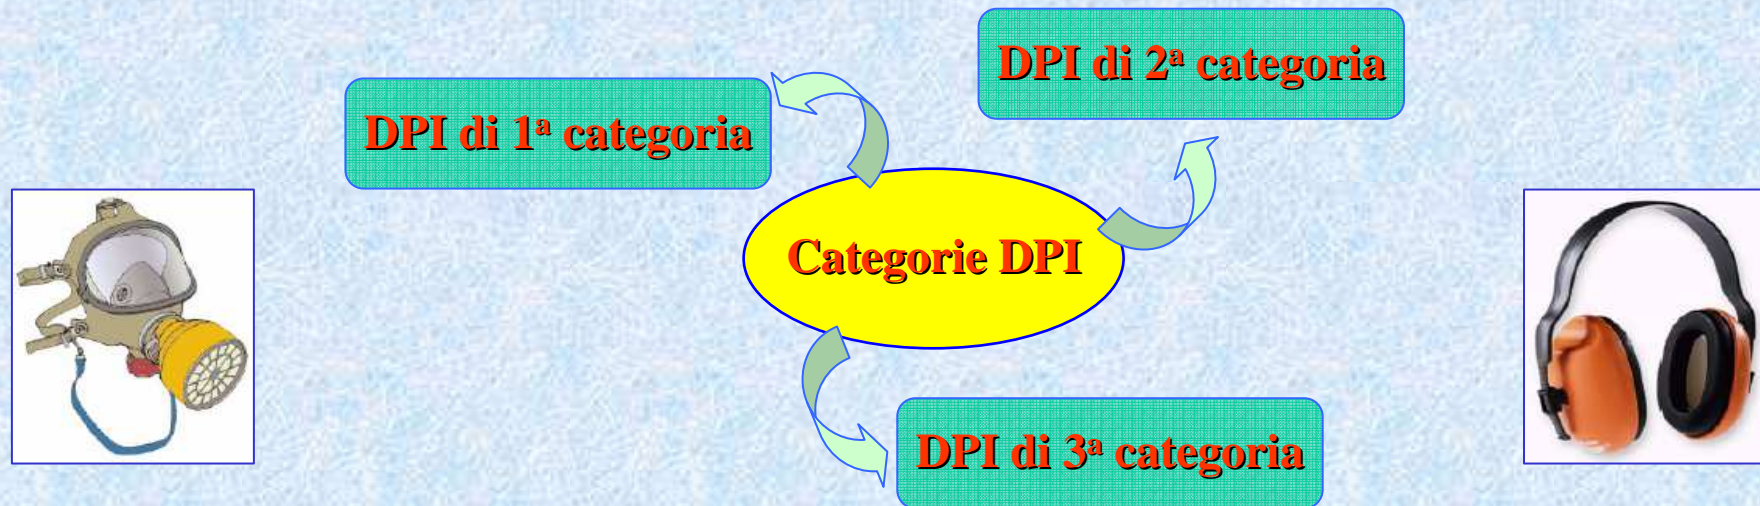 DPI di 2ª categoria
DPI di 1ª categoria
Categorie DPI
DPI di 3ª categoria